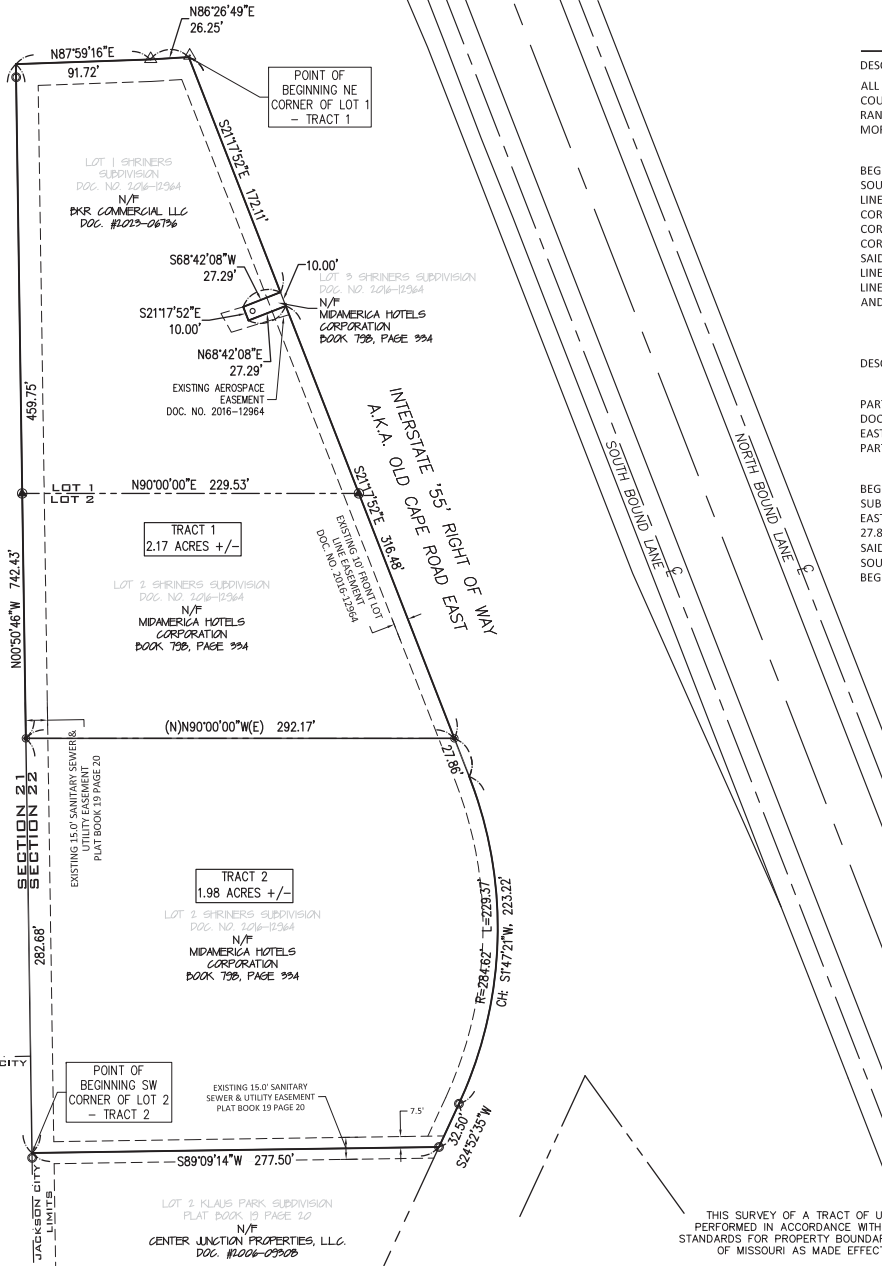 N86°26'49"E
26.25'
N87°59'16"E
91.72'
POINT OF
BEGINNING NE
CORNER OF LOT 1
- TRACT 1
S21°17'52"E 172.11'
LOT 1 SHRINERS
SUBDIVISION
DOC. NO. 2016-12964
N/F
BKR COMMERCIAL LLC
DOC. #2023-06736
S68°42'08"W
27.29'
10.00'
LOT 3 SHRINERS SUBDIVISION
DOC. NO. 2016-12964
N/F
MIDAMERICA HOTELS
CORPORATION
BOOK 798, PAGE 334
S21°17'52"E
10.00'
N68°42'08"E
27.29'
EXISTING AEROSPACE
EASEMENT
DOC. NO. 2016-12964
459.75'
INTERSTATE '55' RIGHT OF WAY
A.K.A. OLD CAPE ROAD EAST
SOUTH BOUND LANE ℄
NORTH BOUND LANE ℄
LOT 1
LOT 2
N90°00'00"E 229.53'
S21°17'52"E 316.48'
EXISTING 10' FRONT LOT
LINE EASEMENT
DOC. NO. 2016-12964
TRACT 1
2.17 ACRES +/-
LOT 2 SHRINERS SUBDIVISION
DOC. NO. 2016-12964
N/F
MIDAMERICA HOTELS
CORPORATION
BOOK 798, PAGE 334
N00°50'46"W 742.43'
(N)N90°00'00"W(E) 292.17'
27.86'
SECTION 21
SECTION 22
EXISTING 15.0' SANITARY SEWER &
UTILITY EASEMENT
PLAT BOOK 19 PAGE 20
TRACT 2
1.98 ACRES +/-
LOT 2 SHRINERS SUBDIVISION
DOC. NO. 2016-12964
N/F
MIDAMERICA HOTELS
CORPORATION
BOOK 798, PAGE 334
R=284.62' L=229.37'
CH: S1°47'21"W, 223.22'
282.68'
CITY
POINT OF
BEGINNING SW
CORNER OF LOT 2
- TRACT 2
EXISTING 15.0' SANITARY
SEWER & UTILITY EASEMENT
PLAT BOOK 19 PAGE 20
7.5'
32.50'
S24°52'35"W
S89°09'14"W 277.50'
JACKSON CITY
LIMITS
LOT 2 KLAUS PARK SUBDIVISION
PLAT BOOK 19 PAGE 20
N/F
CENTER JUNCTION PROPERTIES, L.L.C.
DOC. #2006-09308
DESC
ALL
COU
RAN
MOR
BEG
SOU
LINE
COR
COR
COR
SAID
LINE
LINE
AND
DESC
PART
DOC
EAST
PART
BEG
SUB
EAST
27.8
SAID
SOU
BEG
THIS SURVEY OF A TRACT OF U
PERFORMED IN ACCORDANCE WITH
STANDARDS FOR PROPERTY BOUNDAR
OF MISSOURI AS MADE EFFECT